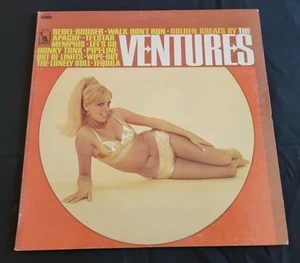 REBEL-ROUSER · WALK, DON'T RUN · GOLDEN GREATS BY THE
APACHE · TELSTAR
MEMPHIS · LET'S GO
HONKY TONK · PIPELINE
OUT OF LIMITS · WIPE-OUT
THE LONELY BULL · TEQUILA
VENTURES